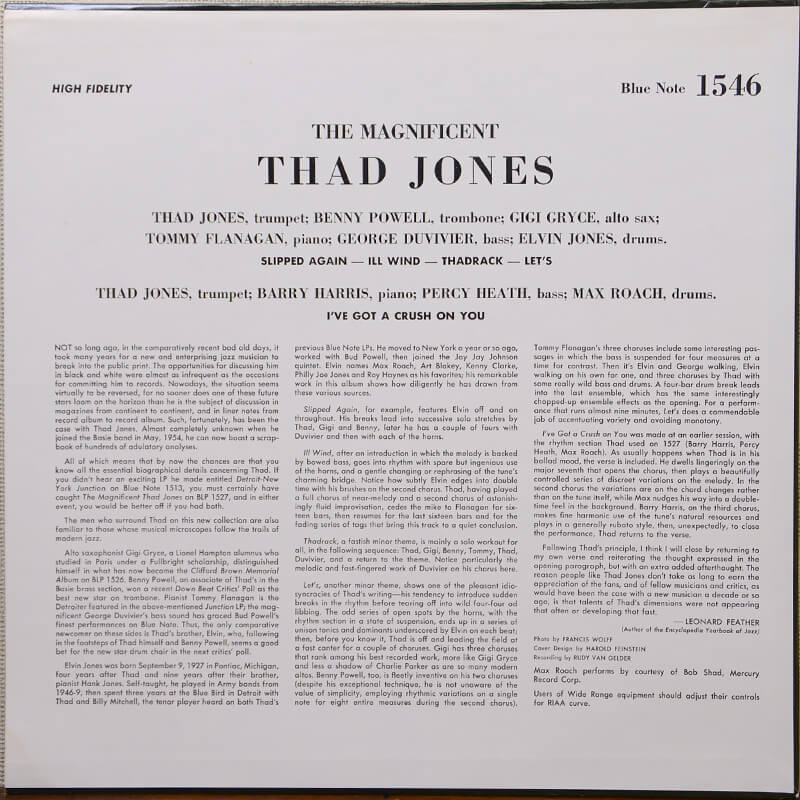 HIGH FIDELITY
Blue Note 1546
THE MAGNIFICENT
THAD JONES
THAD JONES, trumpet; BENNY POWELL, trombone; GIGI GRYCE, alto sax;
TOMMY FLANAGAN, piano; GEORGE DUVIVIER, bass; ELVIN JONES, drums.
SLIPPED AGAIN — ILL WIND — THADRACK — LET'S
THAD JONES, trumpet; BARRY HARRIS, piano; PERCY HEATH, bass; MAX ROACH, drums.
I'VE GOT A CRUSH ON YOU
NOT so long ago, in the comparatively recent bad old days, it
took many years for a new and enterprising jazz musician to
break into the public print. The opportunities for discussing him
in black and white were almost as infrequent as the occasions
for committing him to records. Nowadays, the situation seems
virtually to be reversed, for no sooner does one of these future
stars loom on the horizon than he is the subject of discussion in
magazines from continent to continent, and in liner notes from
record album to record album. Such, fortunately, has been the
case with Thad Jones. Almost completely unknown when he
joined the Basie band in May, 1954, he can now boast a scrap-
book of hundreds of adulatory analyses.
All of which means that by now the chances are that you
know all the essential biographical details concerning Thad. If
you didn't hear an exciting LP he made entitled Detroit-New
York Junction on Blue Note 1513, you must certainly have
caught The Magnificent Thad Jones on BLP 1527, and in either
event, you would be better off if you had both.
The men who surround Thad on this new collection are also
familiar to those whose musical microscopes follow the trails of
modern jazz.
Alto saxophonist Gigi Gryce, a Lionel Hampton alumnus who
studied in Paris under a Fullbright scholarship, distinguished
himself in what has now become the Clifford Brown Memorial
Album on BLP 1526. Benny Powell, an associate of Thad's in the
Basie brass section, won a recent Down Beat Critics' Poll as the
best new star on trombone. Pianist Tommy Flanagan is the
Detroiter featured in the above-mentioned Junction LP; the mag-
nificent George Duvivier's bass sound has graced Bud Powell's
finest performances on Blue Note. Thus, the only comparative
newcomer on these sides is Thad's brother, Elvin, who, following
in the footsteps of Thad himself and Benny Powell, seems a good
bet for the new star drum chair in the next critics' poll.
Elvin Jones was born September 9, 1927 in Pontiac, Michigan,
four years after Thad and nine years after their brother,
pianist Hank Jones. Self-taught, he played in Army bands from
1946-9, then spent three years at the Blue Bird in Detroit with
Thad and Billy Mitchell, the tenor player heard on both Thad's
previous Blue Note LPs. He moved to New York a year or so ago,
worked with Bud Powell, then joined the Jay Jay Johnson
quintet. Elvin names Max Roach, Art Blakey, Kenny Clarke,
Philly Joe Jones and Roy Haynes as his favorites; his remarkable
work in this album shows how diligently he has drawn from
these various sources.
Slipped Again, for example, features Elvin off and on
throughout. His breaks lead into successive solo stretches by
Thad, Gigi and Benny, later he has a couple of fours with
Duvivier and then with each of the horns.
Ill Wind, after an introduction in which the melody is backed
by bowed bass, goes into rhythm with spare but ingenious use
of the horns, and a gentle changing or rephrasing of the tune's
charming bridge. Notice how subtly Elvin edges into double
time with his brushes on the second chorus. Thad, having played
a full chorus of near-melody and a second chorus of astonish-
ingly fluid improvisation, cedes the mike to Flanagan for six-
teen bars, then resumes for the last sixteen bars and for the
fading series of tags that bring this track to a quiet conclusion.
Thadrack, a fastish minor theme, is mainly a solo workout for
all, in the following sequence: Thad, Gigi, Benny, Tommy, Thad,
Duvivier, and a return to the theme. Notice particularly the
melodic and fast-fingered work of Duvivier on his chorus here.
Let's, another minor theme, shows one of the pleasant idio-
syncracies of Thad's writing—his tendency to introduce sudden
breaks in the rhythm before tearing off into wild four-four ad
libbing. The odd series of open spots by the horns, with the
rhythm section in a state of suspension, ends up in a series of
unison tonics and dominants underscored by Elvin on each beat;
then, before you know it, Thad is off and leading the field at
a fast canter for a couple of choruses. Gigi has three choruses
that rank among his best recorded work, more like Gigi Gryce
and less a shadow of Charlie Parker as are so many modern
altos. Benny Powell, too, is fleetly inventive on his two choruses
(despite his exceptional technique, he is not unaware of the
value of simplicity, employing rhythmic variations on a single
note for eight entire measures during the second chorus).
Tommy Flanagan's three choruses include some interesting pas-
sages in which the bass is suspended for four measures at a
time for contrast. Then it's Elvin and George walking, Elvin
walking on his own for one, and three choruses by Thad with
some really wild bass and drums. A four-bar drum break leads
into the last ensemble, which has the same interestingly
chopped-up ensemble effects as the opening. For a perform-
ance that runs almost nine minutes, Let's does a commendable
job of accentuating variety and avoiding monotony.
I've Got a Crush on You was made at an earlier session, with
the rhythm section Thad used on 1527 (Barry Harris, Percy
Heath, Max Roach). As usually happens when Thad is in his
ballad mood, the verse is included. He dwells lingeringly on the
major seventh that opens the chorus, then plays a beautifully
controlled series of discreet variations on the melody. In the
second chorus the variations are on the chord changes rather
than on the tune itself, while Max nudges his way into a double-
time feel in the background. Barry Harris, on the third chorus,
makes fine harmonic use of the tune's natural resources and
plays in a generally rubato style, then, unexpectedly, to close
the performance, Thad returns to the verse.
Following Thad's principle, I think I will close by returning to
my own verse and reiterating the thought expressed in the
opening paragraph, but with an extra added afterthought. The
reason people like Thad Jones don't take as long to earn the
appreciation of the fans, and of fellow musicians and critics, as
would have been the case with a new musician a decade or so
ago, is that talents of Thad's dimensions were not appearing
that often or developing that fast.
— LEONARD FEATHER
(Author of the Encyclopedia Yearbook of Jazz)
Photo by FRANCIS WOLFF
Cover Design by HAROLD FEINSTEIN
Recording by RUDY VAN GELDER
Max Roach performs by courtesy of Bob Shad, Mercury
Record Corp.
Users of Wide Range equipment should adjust their controls
for RIAA curve.